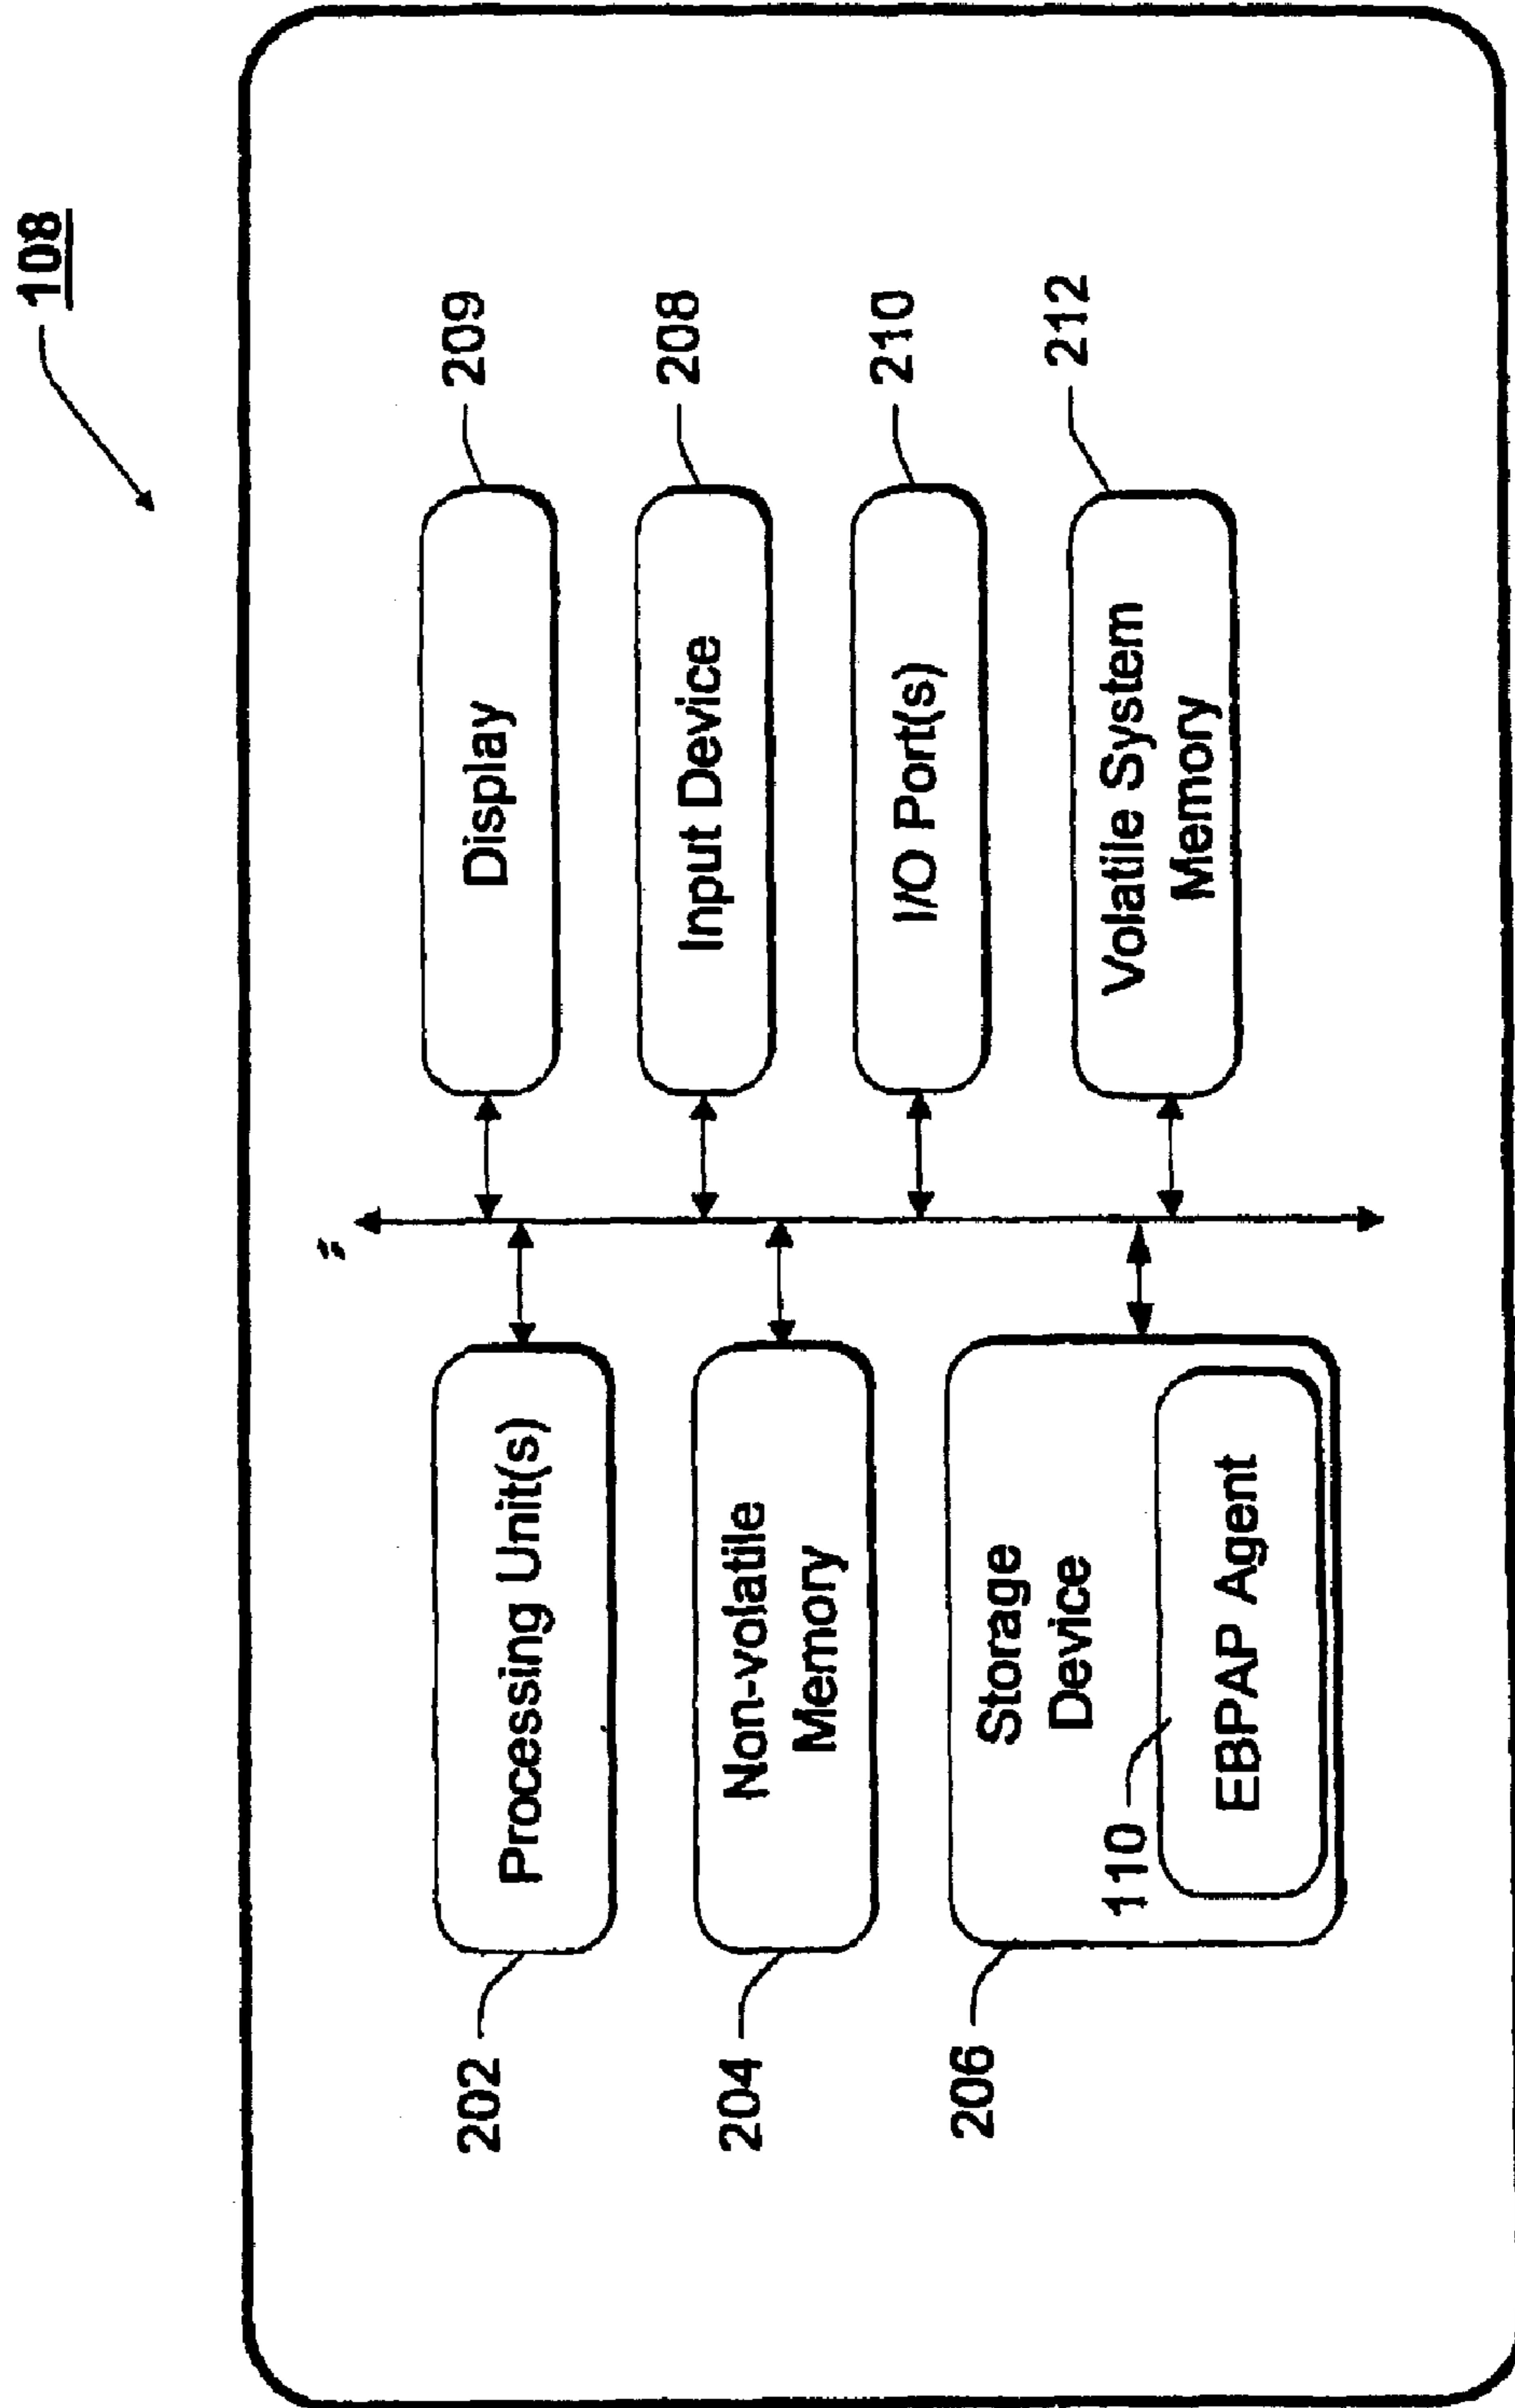 108
Processing Unit(s)
202
Non-volatile
Memory
204
Storage
Device
206
110
EBPAP Agent
Display
209
Input Device
208
I/O Port(s)
210
Volatile System
Memory
212